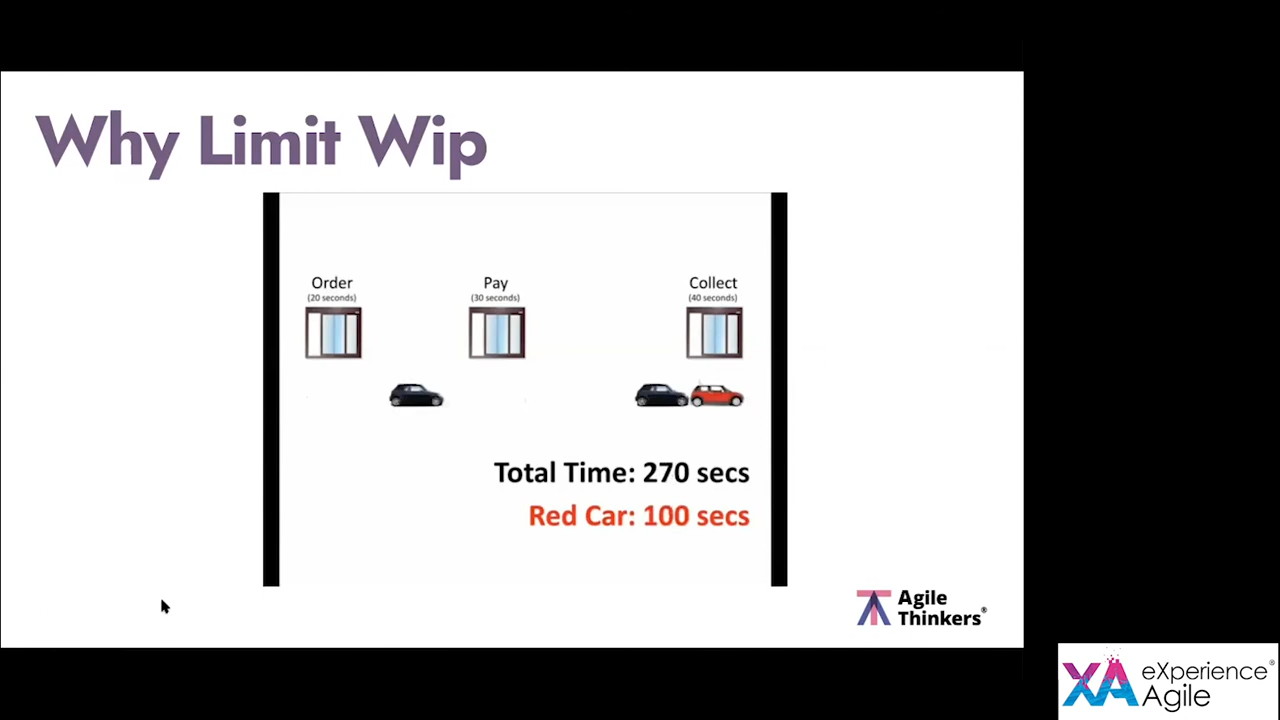 Why Limit Wip
Order
(20 seconds)
Pay
(30 seconds)
Collect
(40 seconds)
Total Time: 270 secs
Red Car: 100 secs
Agile
Thinkers®
XA eXperience®
Agile